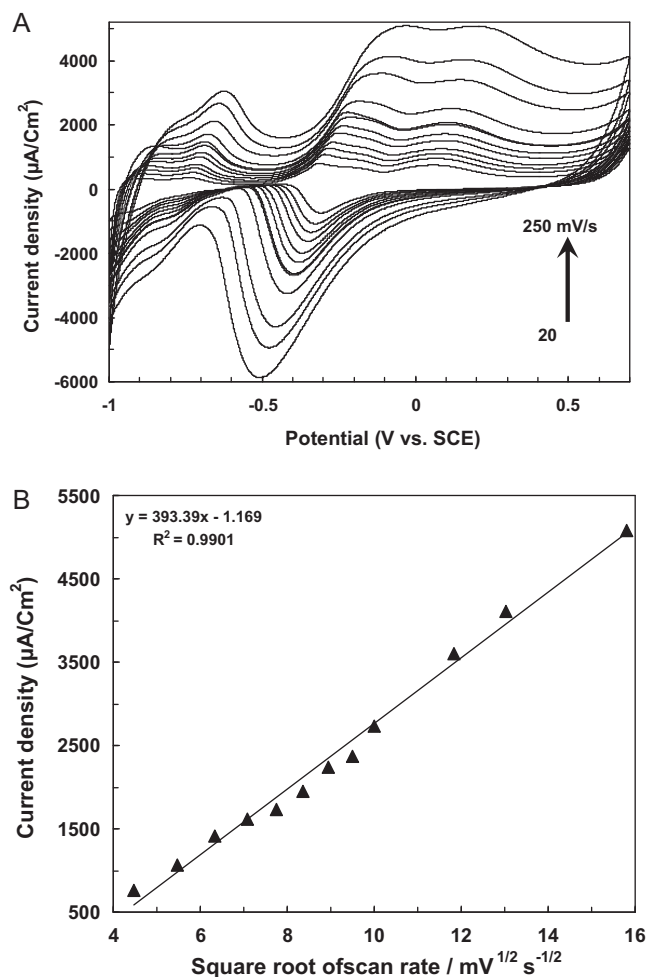 A
Current density (µA/Cm²)
4000
2000
0
-2000
-4000
-6000
250 mV/s
20
-1
-0.5
0
0.5
Potential (V vs. SCE)
B
y = 393.39x - 1.169
R² = 0.9901
Current density (µA/Cm²)
5500
4500
3500
2500
1500
500
4
6
8
10
12
14
16
Square root ofscan rate / mV^1/2 s^-1/2